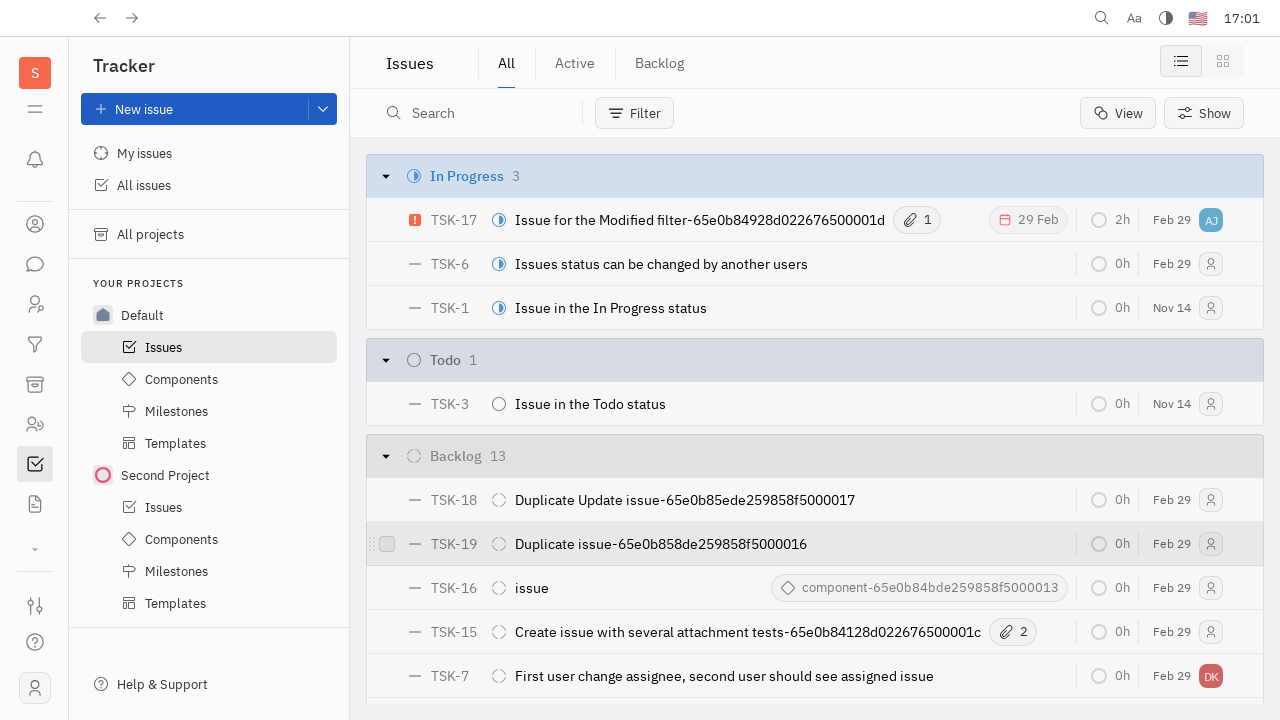 Aa
17:01
S
Tracker
New issue
My issues
All issues
All projects
YOUR PROJECTS
Default
Issues
Components
Milestones
Templates
Second Project
Issues
Components
Milestones
Templates
Help & Support
Issues
All
Active
Backlog
Search
Filter
View
Show
In Progress 3
TSK-17 Issue for the Modified filter-65e0b84928d022676500001d 1 29 Feb 2h Feb 29 AJ
TSK-6 Issues status can be changed by another users 0h Feb 29
TSK-1 Issue in the In Progress status 0h Nov 14
Todo 1
TSK-3 Issue in the Todo status 0h Nov 14
Backlog 13
TSK-18 Duplicate Update issue-65e0b85ede259858f5000017 0h Feb 29
TSK-19 Duplicate issue-65e0b858de259858f5000016 0h Feb 29
TSK-16 issue component-65e0b84bde259858f5000013 0h Feb 29
TSK-15 Create issue with several attachment tests-65e0b84128d022676500001c 2 0h Feb 29
TSK-7 First user change assignee, second user should see assigned issue 0h Feb 29 DK